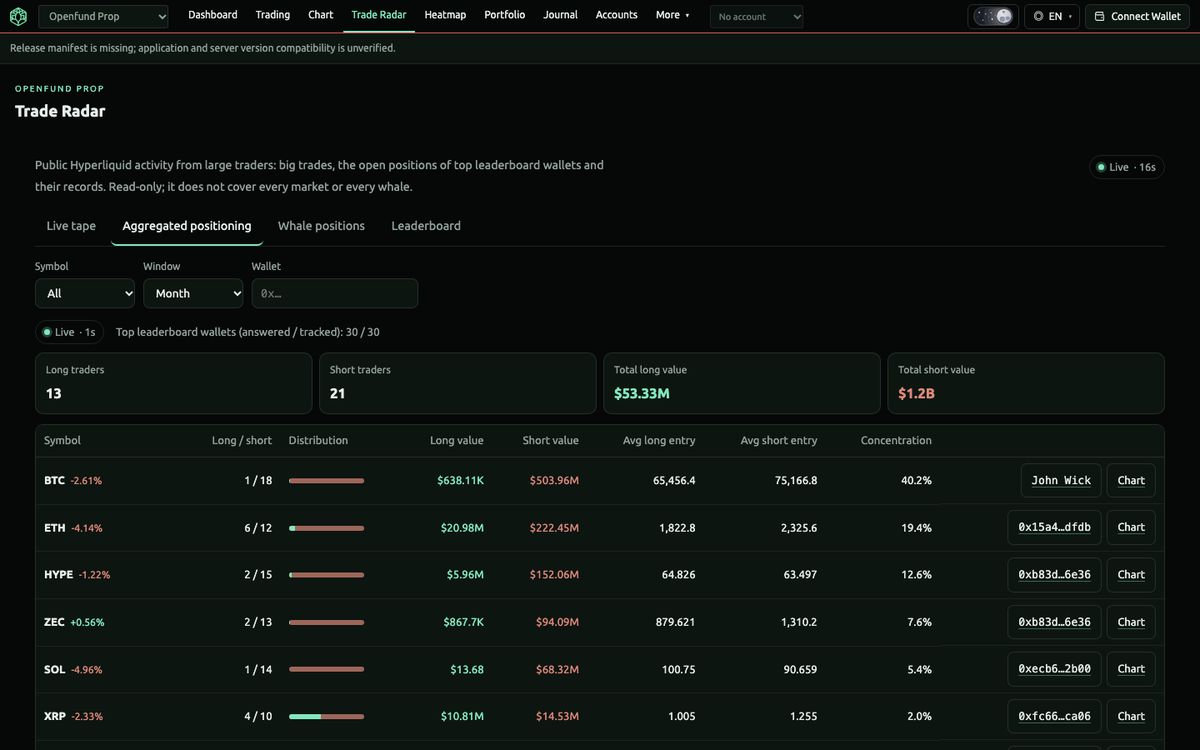 Openfund Prop Dashboard Trading Chart Trade Radar Heatmap Portfolio Journal Accounts More No account EN Connect Wallet
Release manifest is missing; application and server version compatibility is unverified.
OPENFUND PROP
Trade Radar
Public Hyperliquid activity from large traders: big trades, the open positions of top leaderboard wallets and
their records. Read-only; it does not cover every market or every whale.
Live · 16s
Live tape Aggregated positioning Whale positions Leaderboard
Symbol Window Wallet
All Month 0x…
Live · 1s Top leaderboard wallets (answered / tracked): 30 / 30
Long traders Short traders Total long value Total short value
13 21 $53.33M $1.2B
Symbol Long / short Distribution Long value Short value Avg long entry Avg short entry Concentration
BTC -2.61% 1 / 18 $638.11K $503.96M 65,456.4 75,166.8 40.2% John Wick Chart
ETH -4.14% 6 / 12 $20.98M $222.45M 1,822.8 2,325.6 19.4% 0x15a4…dfdb Chart
HYPE -1.22% 2 / 15 $5.96M $152.06M 64.826 63.497 12.6% 0xb83d…6e36 Chart
ZEC +0.56% 2 / 13 $867.7K $94.09M 879.621 1,310.2 7.6% 0xb83d…6e36 Chart
SOL -4.96% 1 / 14 $13.68 $68.32M 100.75 90.659 5.4% 0xecb6…2b00 Chart
XRP -2.33% 4 / 10 $10.81M $14.53M 1.005 1.255 2.0% 0xfc66…ca06 Chart